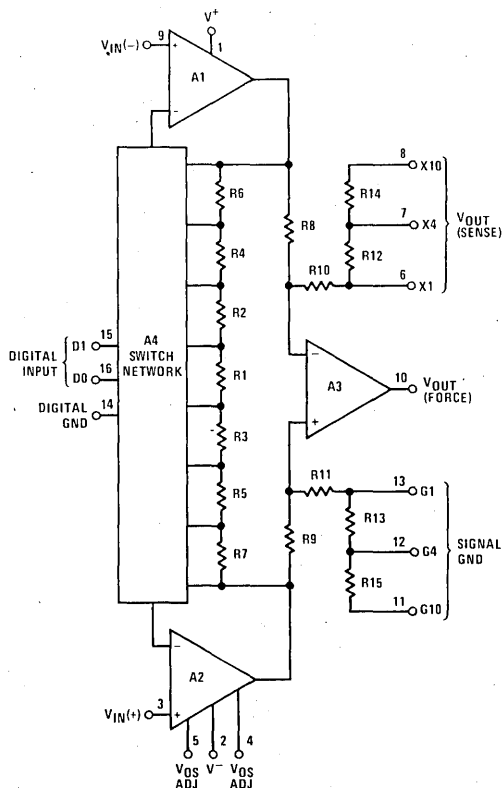 V+
9
1
VIN(-)
+
A1
-
8
X10
R6
R14
R8
7
X4
VOUT
(SENSE)
R4
R12
R10
6
X1
R2
15
D1
A4
SWITCH
NETWORK
DIGITAL
INPUT
R1
-
A3
10
VOUT
(FORCE)
16
D0
+
DIGITAL
GND
14
R3
R11
13
G1
R5
R13
12
G4
SIGNAL
GND
R9
R7
R15
11
G10
-
A2
3
VIN(+)
+
5
2
4
VOS
ADJ
V-
VOS
ADJ